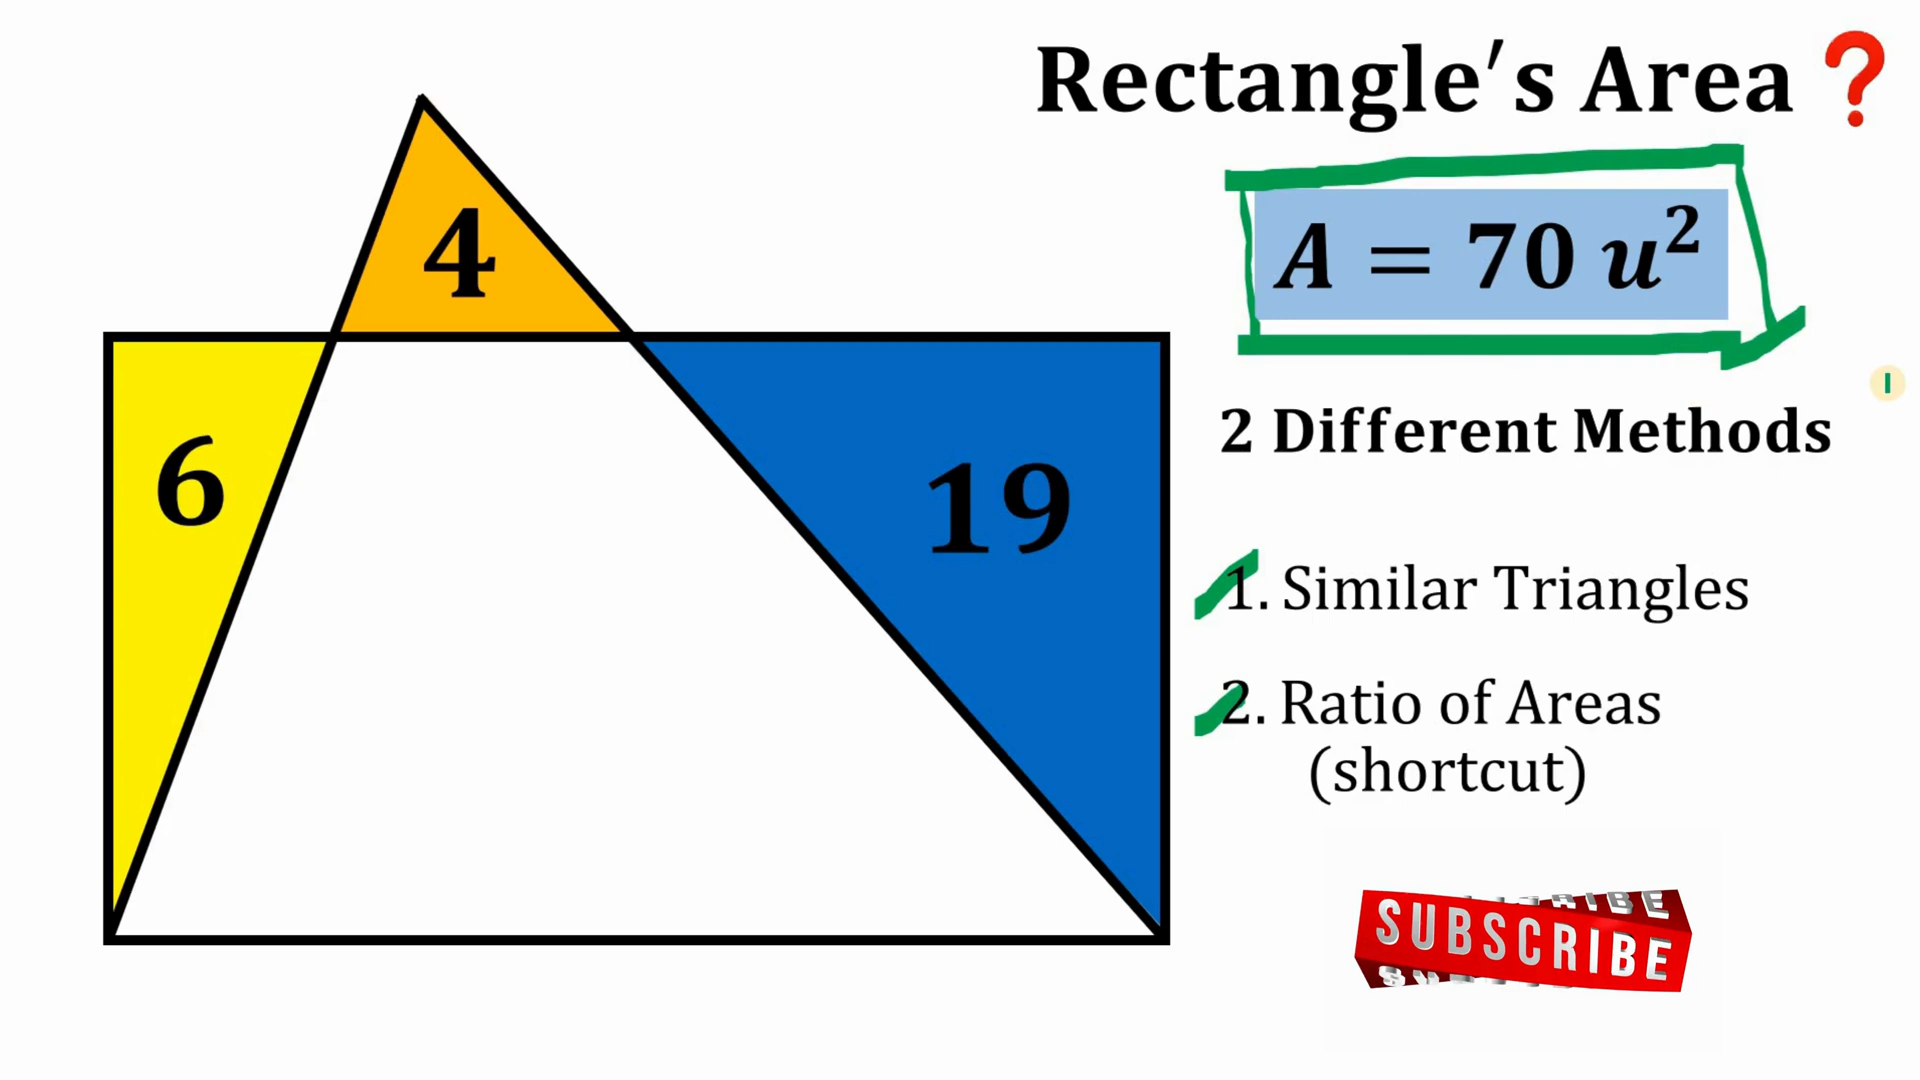 Rectangle's Area ❓
A = 70 u²
4
6
19
2 Different Methods
1. Similar Triangles
2. Ratio of Areas
(shortcut)
SUBSCRIBE